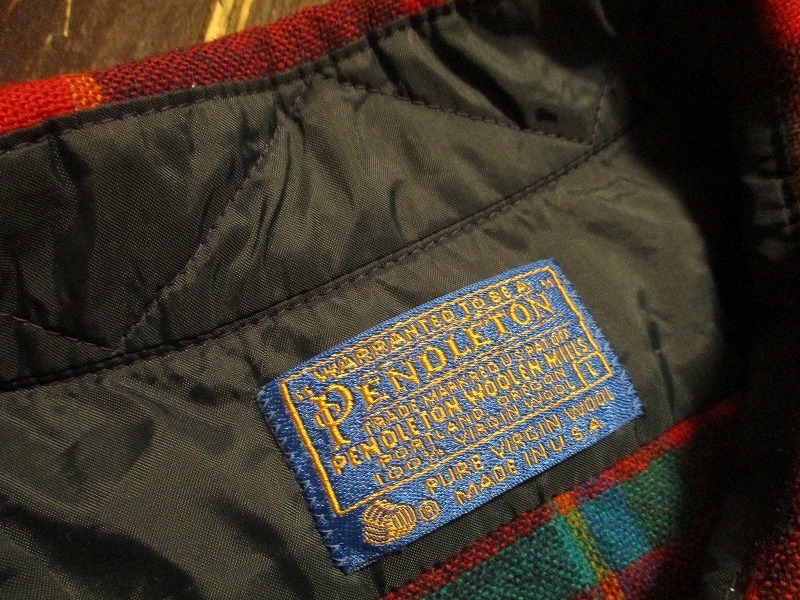 "WARRANTED TO BE A
PENDLETON"
TRADE MARK REG. U.S. PAT. OFF.
PENDLETON WOOLEN MILLS
PORTLAND, OREGON L
100% VIRGIN WOOL
PURE VIRGIN WOOL
® MADE IN U.S.A.